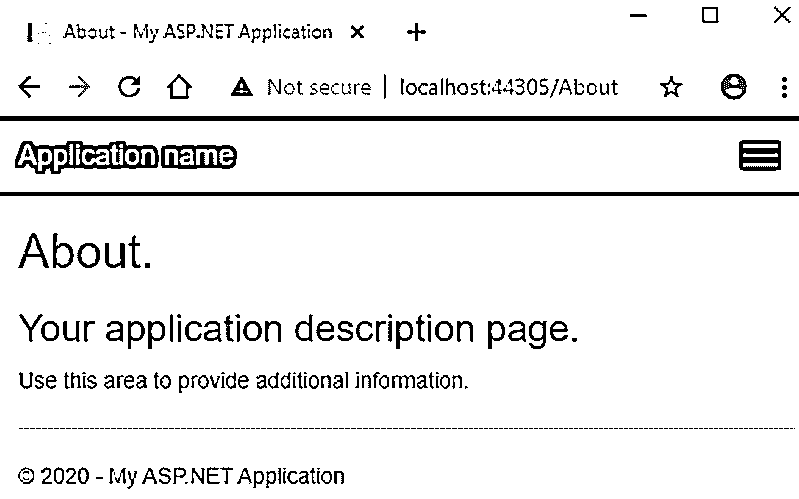 About - My ASP.NET Application
Not secure | localhost:44305/About
Application name
About.
Your application description page.
Use this area to provide additional information.
© 2020 - My ASP.NET Application